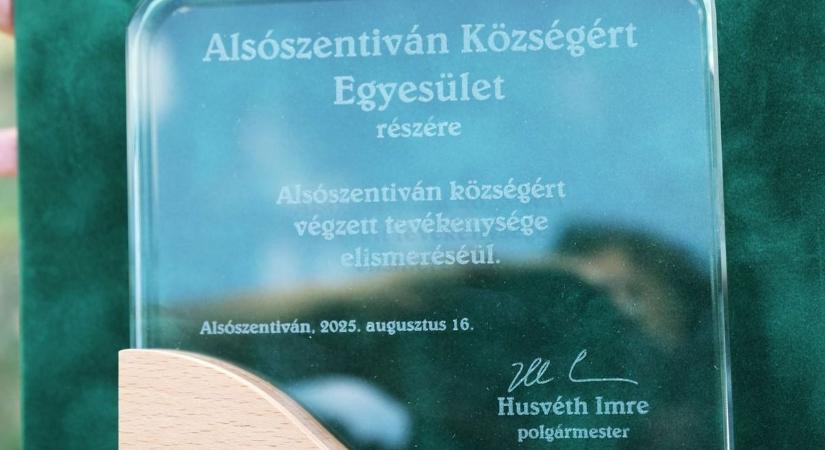 Alsószentiván Községért
Egyesület
részére
Alsószentiván községért
végzett tevékenysége
elismeréséül.
Alsószentiván, 2025. augusztus 16.
Husvéth Imre
polgármester